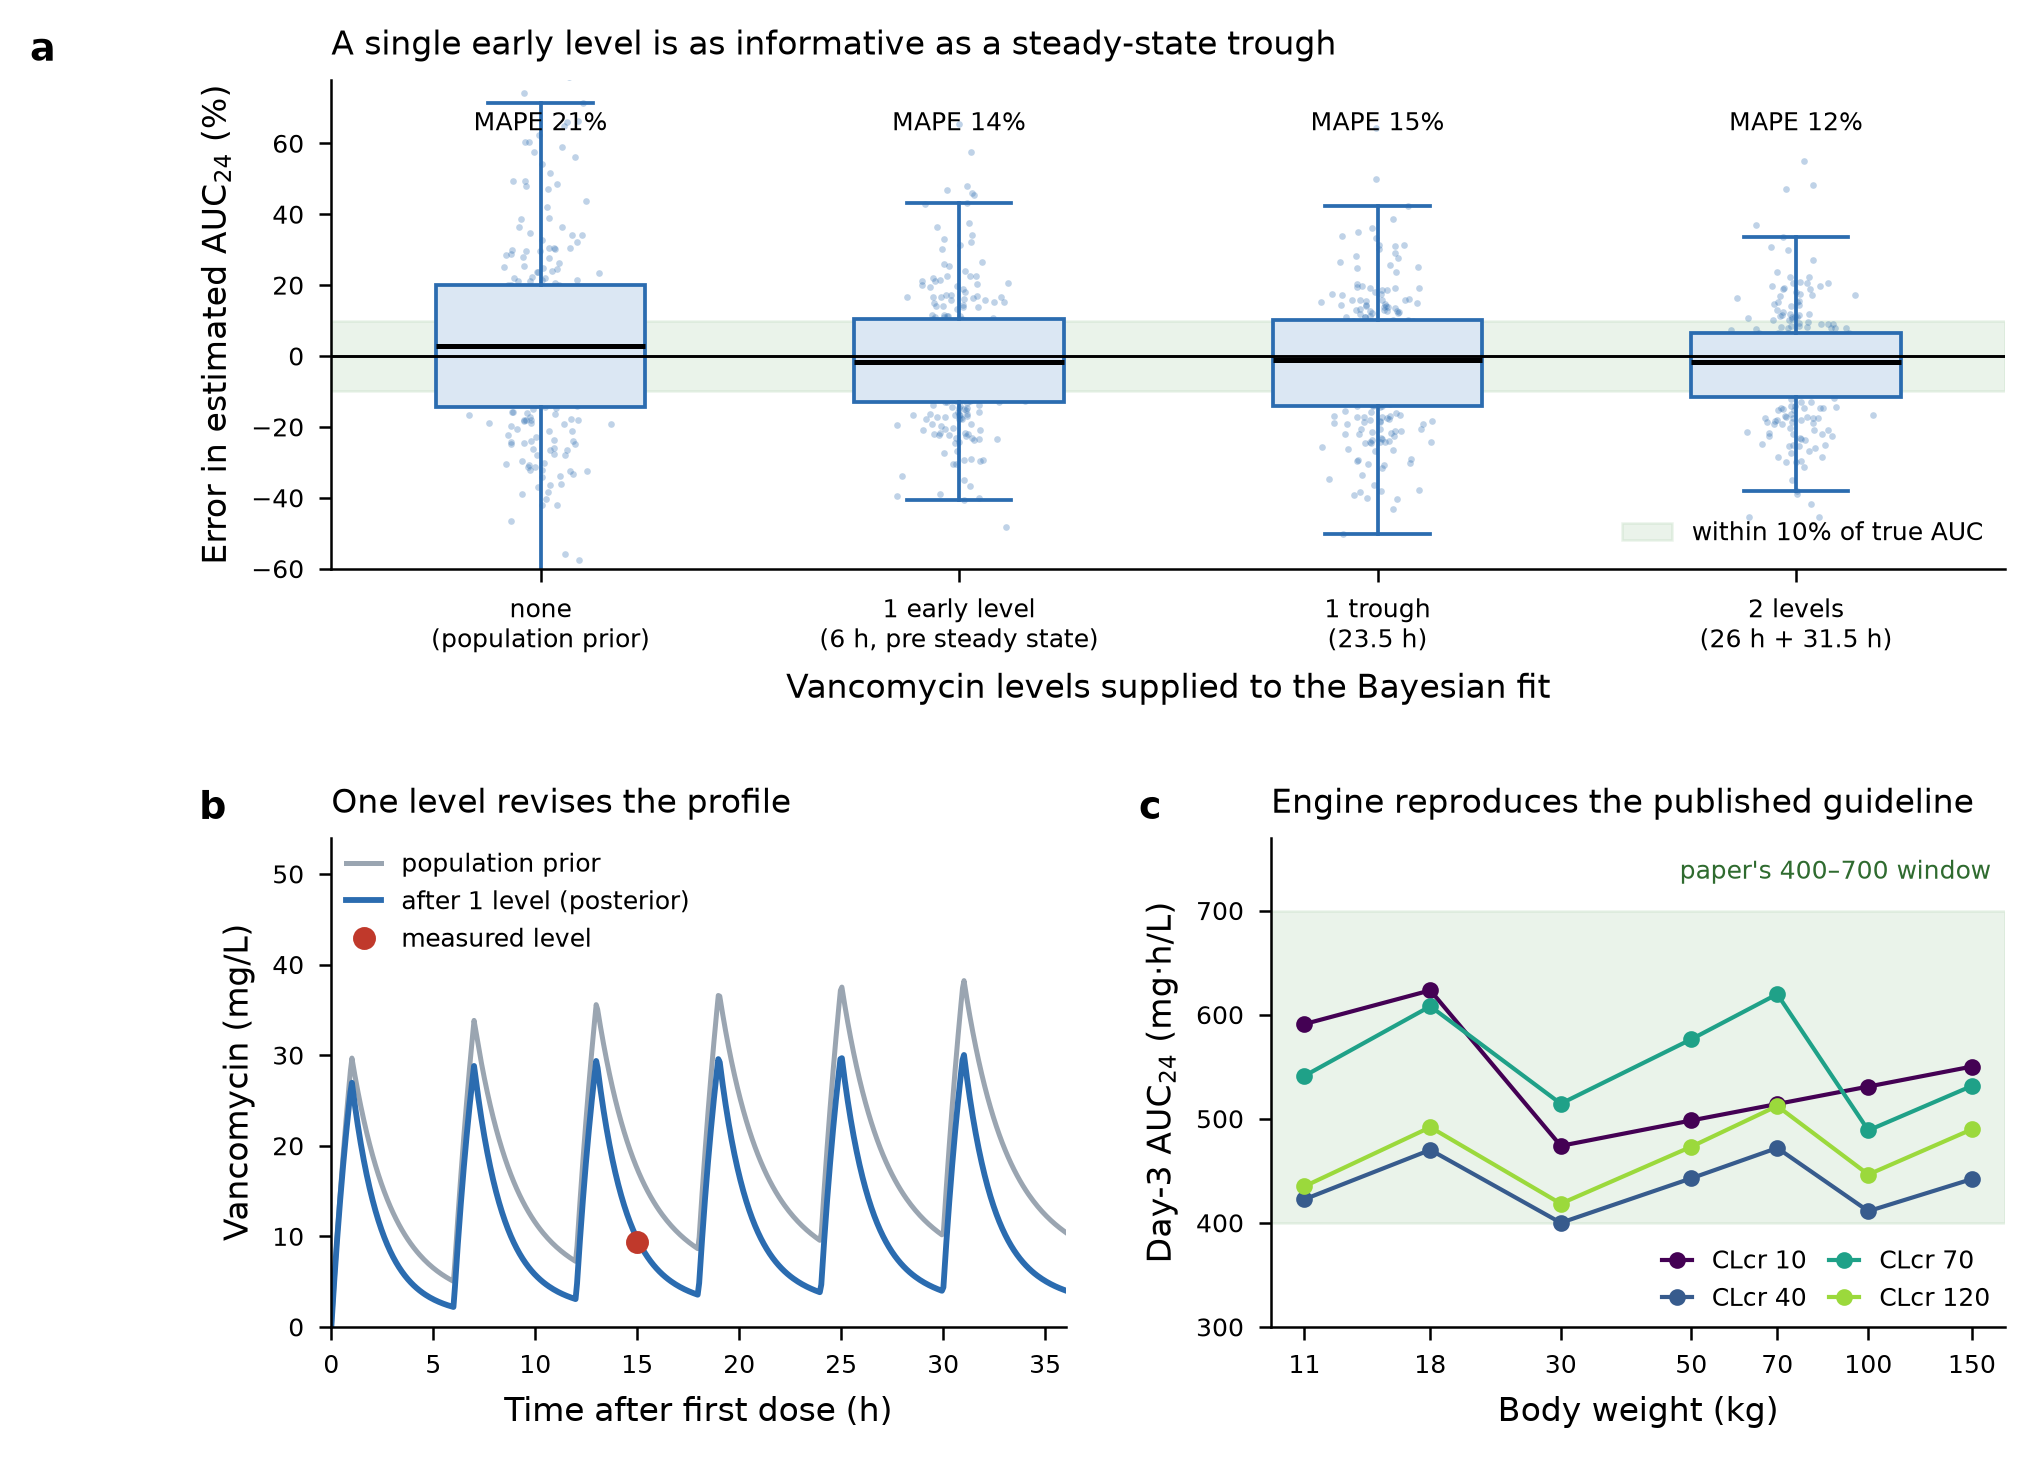 a
A single early level is as informative as a steady-state trough
Error in estimated AUC24 (%)
60
40
20
0
−20
−40
−60
MAPE 21%
MAPE 14%
MAPE 15%
MAPE 12%
within 10% of true AUC
none
(population prior)
1 early level
(6 h, pre steady state)
1 trough
(23.5 h)
2 levels
(26 h + 31.5 h)
Vancomycin levels supplied to the Bayesian fit
b
One level revises the profile
Vancomycin (mg/L)
50
40
30
20
10
0
population prior
after 1 level (posterior)
measured level
0 5 10 15 20 25 30 35
Time after first dose (h)
c
Engine reproduces the published guideline
paper's 400–700 window
Day-3 AUC24 (mg·h/L)
700
600
500
400
300
CLcr 10
CLcr 40
CLcr 70
CLcr 120
11 18 30 50 70 100 150
Body weight (kg)